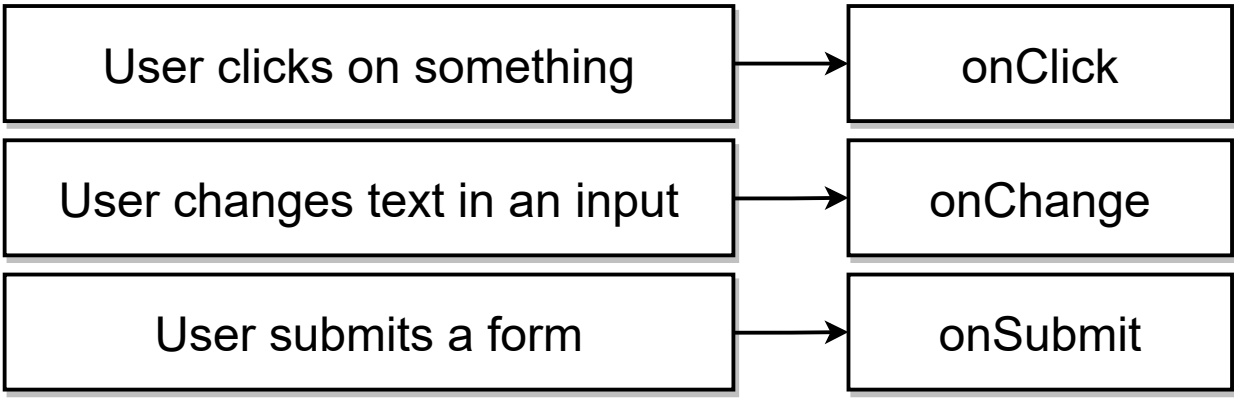 User clicks on something
onClick
User changes text in an input
onChange
User submits a form
onSubmit